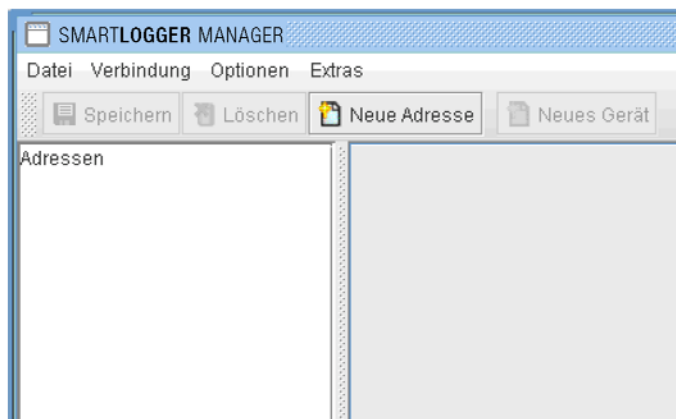 SMARTLOGGER MANAGER
Datei Verbindung Optionen Extras
Speichern Löschen Neue Adresse Neues Gerät
Adressen